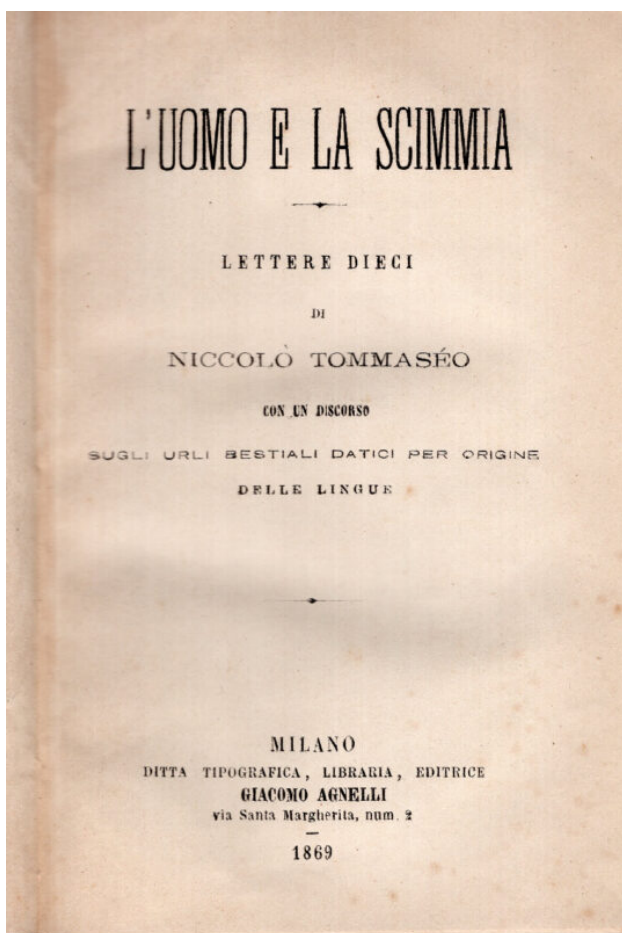 L'UOMO E LA SCIMMIA
LETTERE DIECI
DI
NICCOLÒ TOMMASÉO
CON UN DISCORSO
SUGLI URLI BESTIALI DATICI PER ORIGINE
DELLE LINGUE
MILANO
DITTA TIPOGRAFICA, LIBRARIA, EDITRICE
GIACOMO AGNELLI
via Santa Margherita, num. 2
1869